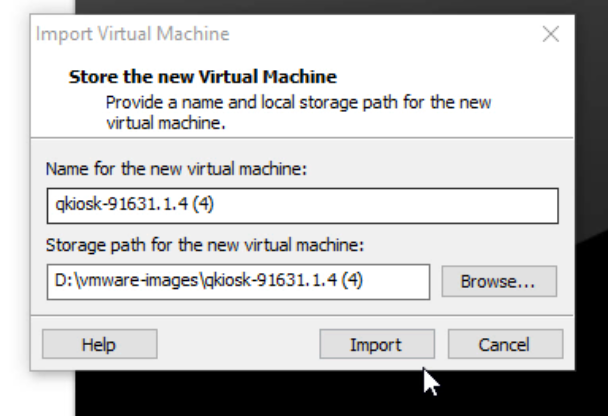 Import Virtual Machine
Store the new Virtual Machine
Provide a name and local storage path for the new
virtual machine.
Name for the new virtual machine:
qkiosk-91631.1.4 (4)
Storage path for the new virtual machine:
D:\vmware-images\qkiosk-91631.1.4 (4)
Browse...
Help
Import
Cancel